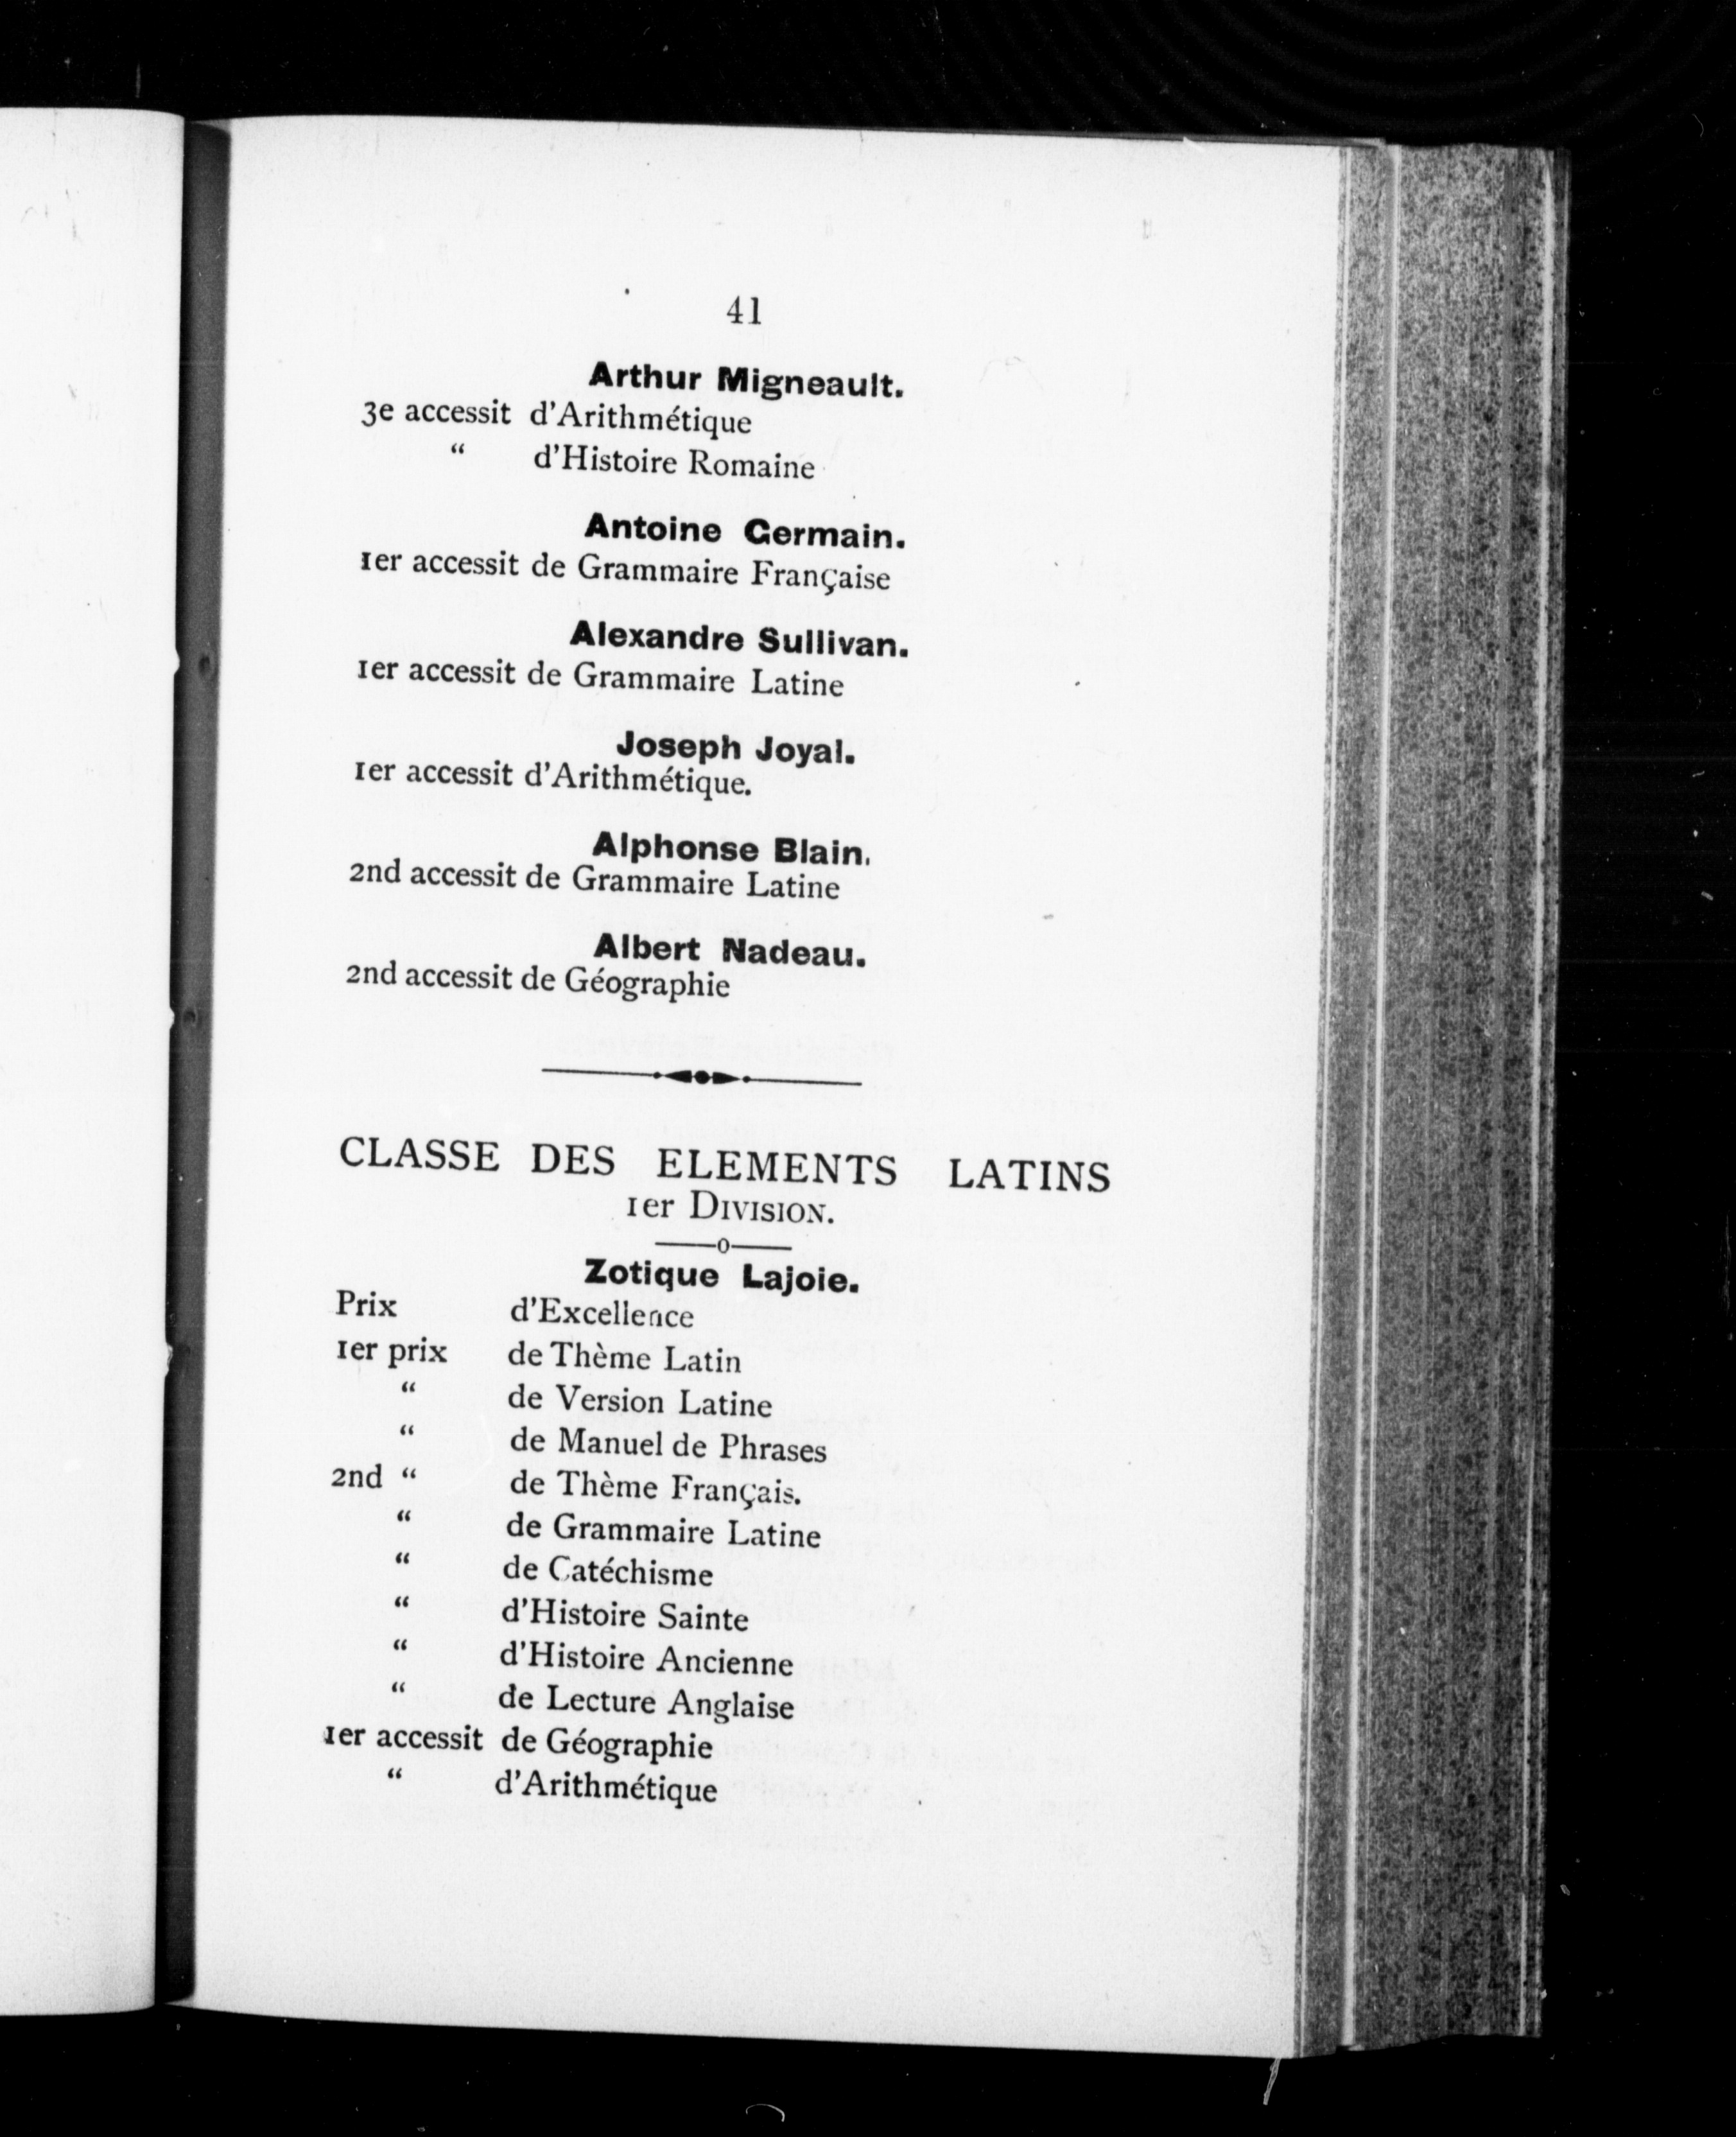 41
Arthur Migneault.
3e accessit d'Arithmétique
“ d'Histoire Romaine
Antoine Germain.
1er accessit de Grammaire Française
Alexandre Sullivan.
1er accessit de Grammaire Latine
Joseph Joyal.
1er accessit d'Arithmétique.
Alphonse Blain.
2nd accessit de Grammaire Latine
Albert Nadeau.
2nd accessit de Géographie
CLASSE DES ELEMENTS LATINS
1er DIVISION.
——o——
Zotique Lajoie.
Prix d'Excellence
1er prix de Thème Latin
“ de Version Latine
“ de Manuel de Phrases
2nd “ de Thème Français.
“ de Grammaire Latine
“ de Catéchisme
“ d'Histoire Sainte
“ d'Histoire Ancienne
“ de Lecture Anglaise
1er accessit de Géographie
“ d'Arithmétique